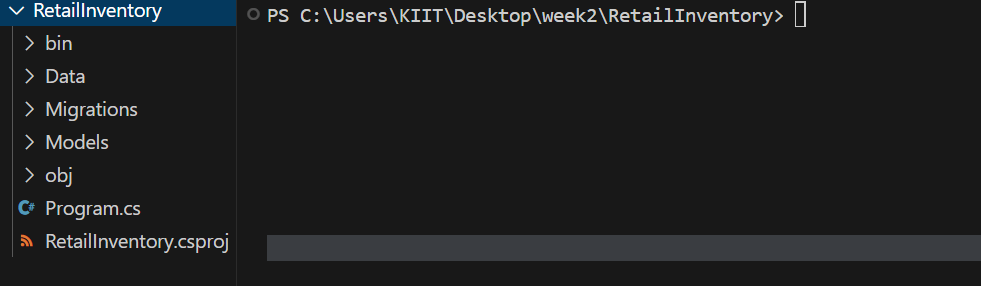 RetailInventory
bin
Data
Migrations
Models
obj
C# Program.cs
RetailInventory.csproj
PS C:\Users\KIIT\Desktop\week2\RetailInventory>